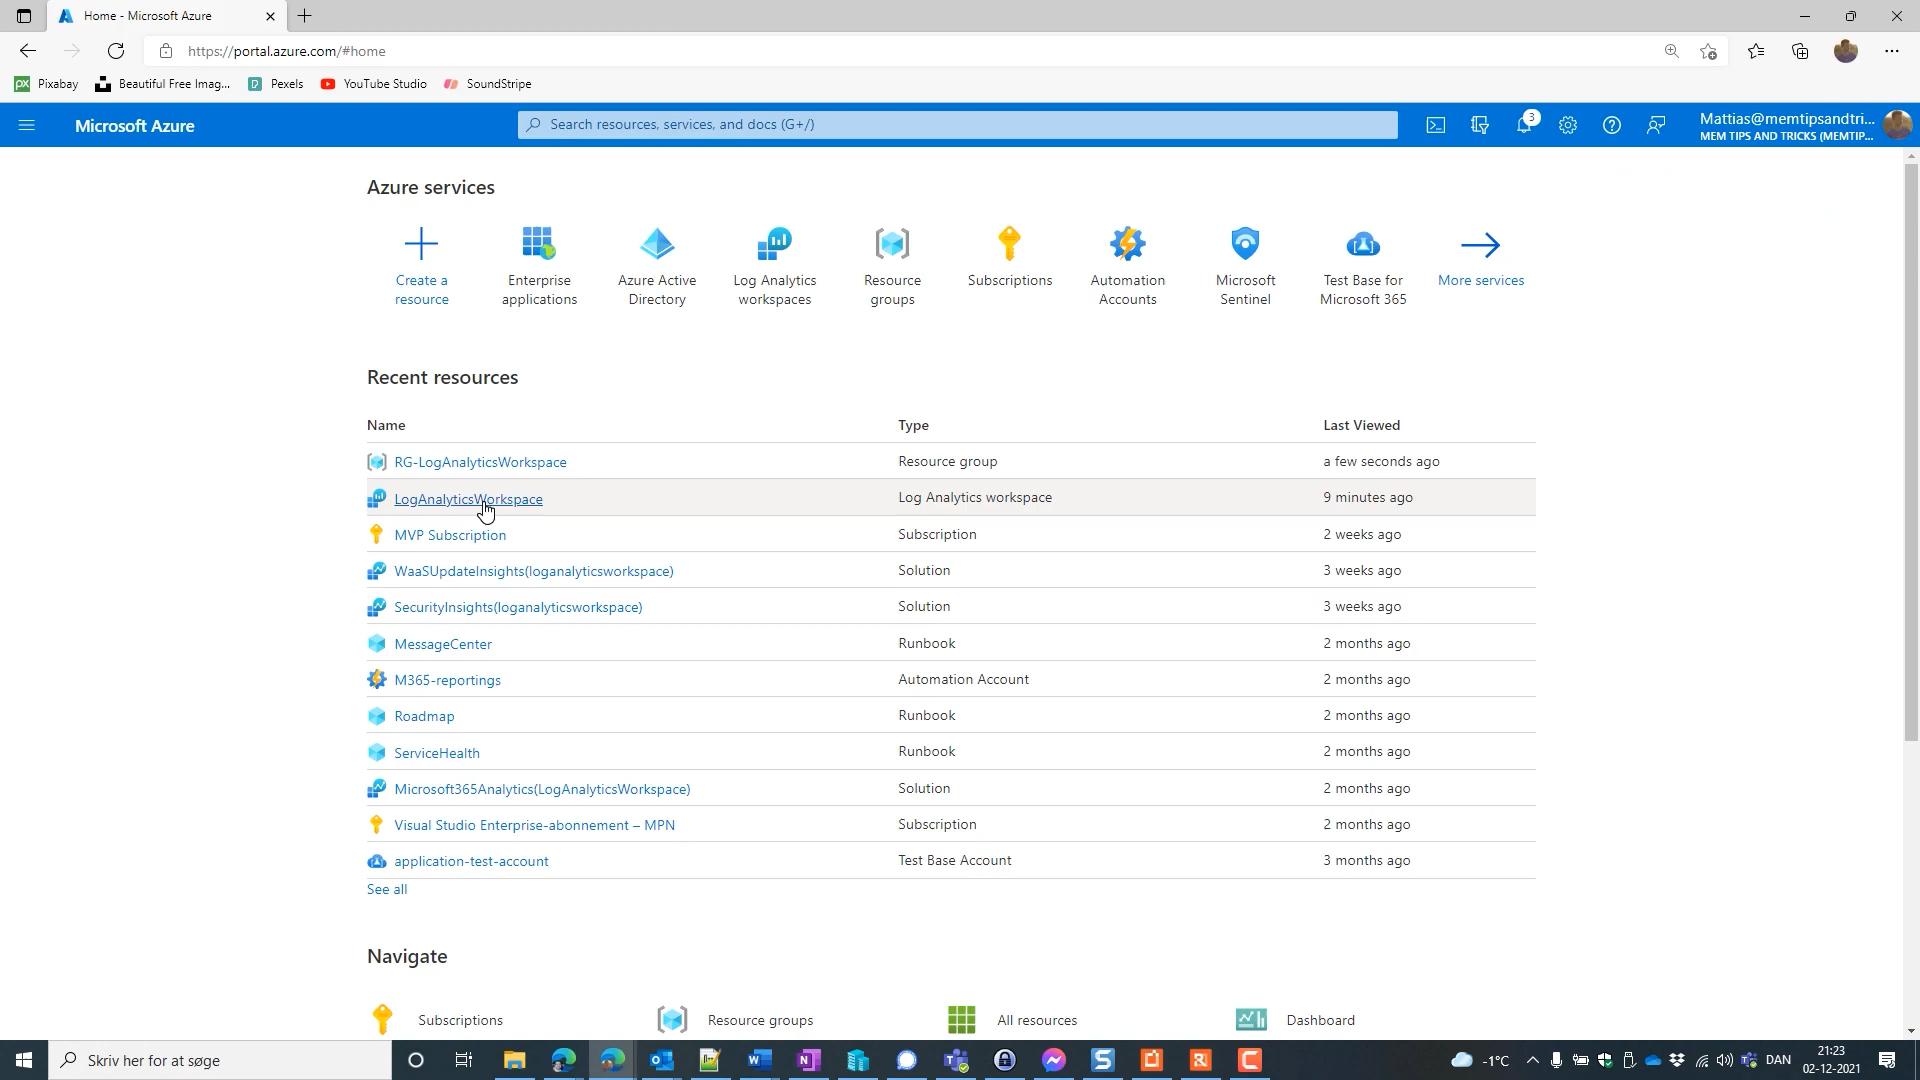 Home - Microsoft Azure
https://portal.azure.com/#home
Pixabay
Beautiful Free Imag...
Pexels
YouTube Studio
SoundStripe
Microsoft Azure
Search resources, services, and docs (G+/)
3
Mattias@memtipsandtri...
MEM TIPS AND TRICKS (MEMTIP...
Azure services
Create a
resource
Enterprise
applications
Azure Active
Directory
Log Analytics
workspaces
Resource
groups
Subscriptions
Automation
Accounts
Microsoft
Sentinel
Test Base for
Microsoft 365
More services
Recent resources
Name Type Last Viewed
RG-LogAnalyticsWorkspace Resource group a few seconds ago
LogAnalyticsWorkspace Log Analytics workspace 9 minutes ago
MVP Subscription Subscription 2 weeks ago
WaaSUpdateInsights(loganalyticsworkspace) Solution 3 weeks ago
SecurityInsights(loganalyticsworkspace) Solution 3 weeks ago
MessageCenter Runbook 2 months ago
M365-reportings Automation Account 2 months ago
Roadmap Runbook 2 months ago
ServiceHealth Runbook 2 months ago
Microsoft365Analytics(LogAnalyticsWorkspace) Solution 2 months ago
Visual Studio Enterprise-abonnement – MPN Subscription 2 months ago
application-test-account Test Base Account 3 months ago
See all
Navigate
Subscriptions Resource groups All resources Dashboard
Skriv her for at søge
-1°C
DAN
21:23
02-12-2021